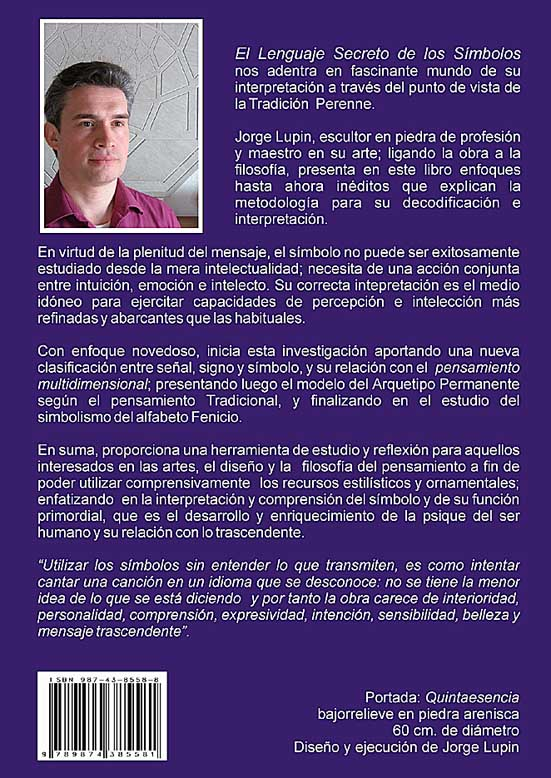 El Lenguaje Secreto de los Símbolos
nos adentra en fascinante mundo de su
interpretación a través del punto de vista de
la Tradición Perenne.
Jorge Lupin, escultor en piedra de profesión
y maestro en su arte; ligando la obra a la
filosofía, presenta en este libro enfoques
hasta ahora inéditos que explican la
metodología para su decodificación e
interpretación.
En virtud de la plenitud del mensaje, el símbolo no puede ser exitosamente
estudiado desde la mera intelectualidad; necesita de una acción conjunta
entre intuición, emoción e intelecto. Su correcta intepretación es el medio
idóneo para ejercitar capacidades de percepción e intelección más
refinadas y abarcantes que las habituales.
Con enfoque novedoso, inicia esta investigación aportando una nueva
clasificación entre señal, signo y símbolo, y su relación con el pensamiento
multidimensional; presentando luego el modelo del Arquetipo Permanente
según el pensamiento Tradicional, y finalizando en el estudio del
simbolismo del alfabeto Fenicio.
En suma, proporciona una herramienta de estudio y reflexión para aquellos
interesados en las artes, el diseño y la filosofía del pensamiento a fin de
poder utilizar comprensivamente los recursos estilísticos y ornamentales;
enfatizando en la interpretación y comprensión del símbolo y de su función
primordial, que es el desarrollo y enriquecimiento de la psique del ser
humano y su relación con lo trascendente.
“Utilizar los símbolos sin entender lo que transmiten, es como intentar
cantar una canción en un idioma que se desconoce: no se tiene la menor
idea de lo que se está diciendo y por tanto la obra carece de interioridad,
personalidad, comprensión, expresividad, intención, sensibilidad, belleza y
mensaje trascendente”.
ISBN 987-43-8558-8
9 789874 385581
Portada: Quintaesencia
bajorrelieve en piedra arenisca
60 cm. de diámetro
Diseño y ejecución de Jorge Lupin